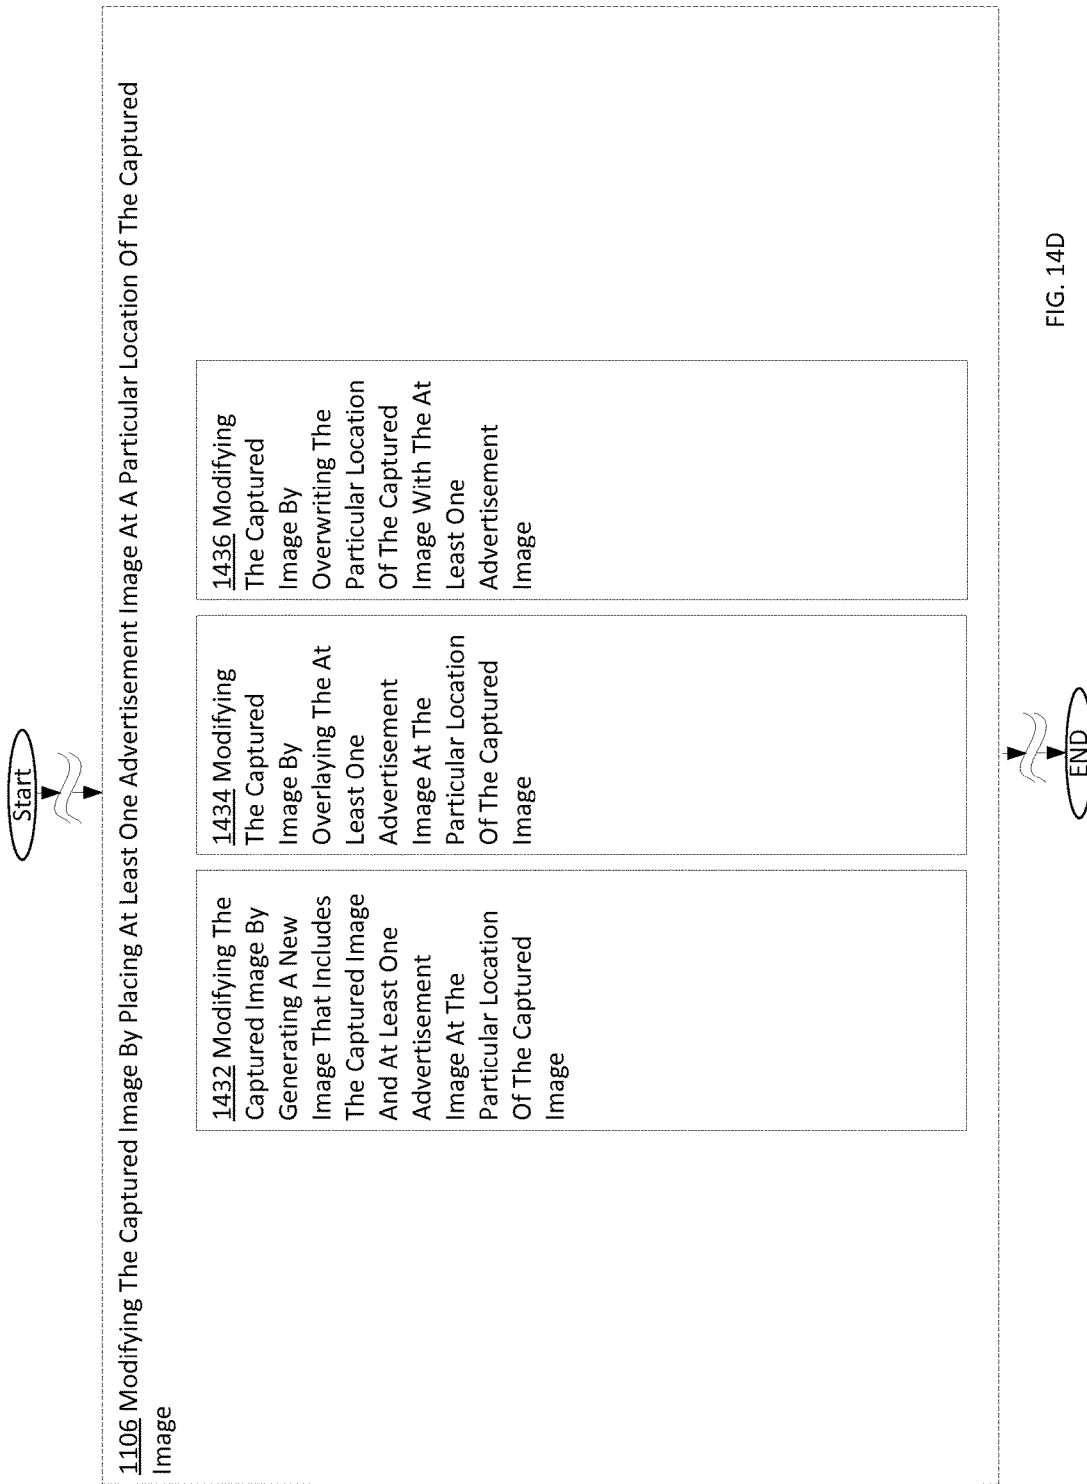 Start
1106 Modifying The Captured Image By Placing At Least One Advertisement Image At A Particular Location Of The Captured
Image
1432 Modifying The
Captured Image By
Generating A New
Image That Includes
The Captured Image
And At Least One
Advertisement
Image At The
Particular Location
Of The Captured
Image
1434 Modifying
The Captured
Image By
Overlaying The At
Least One
Advertisement
Image At The
Particular Location
Of The Captured
Image
1436 Modifying
The Captured
Image By
Overwriting The
Particular Location
Of The Captured
Image With The At
Least One
Advertisement
Image
END
FIG. 14D